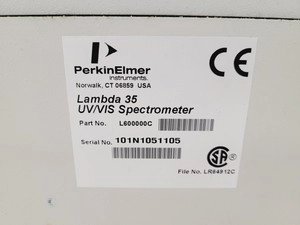 PerkinElmer
instruments.
Norwalk, CT 06859 USA
CE
Lambda 35
UV/VIS Spectrometer
Part No. L600000C
Serial No. 101N1051105
File No. LR64912C